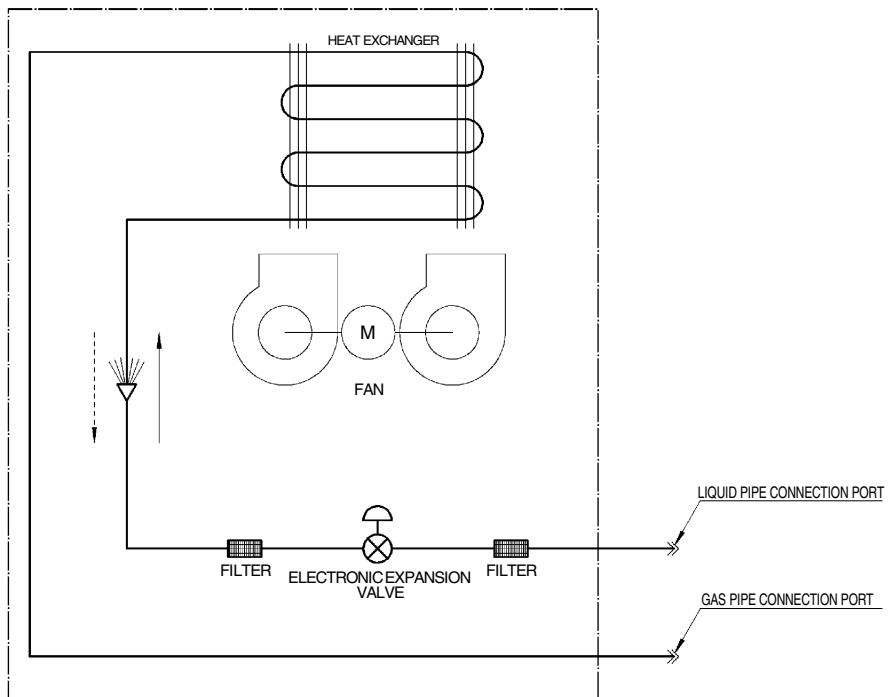 HEAT EXCHANGER
M
FAN
LIQUID PIPE CONNECTION PORT
FILTER
ELECTRONIC EXPANSION
VALVE
FILTER
GAS PIPE CONNECTION PORT